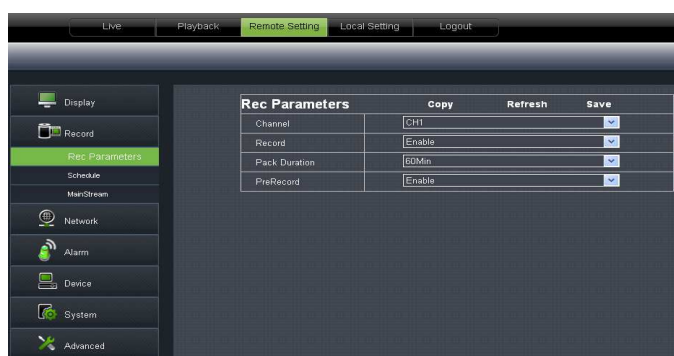 Live Playback Remote Setting Local Setting Logout
Display
Record
Rec Parameters
Schedule
MainStream
Network
Alarm
Device
System
Advanced
Rec Parameters Copy Refresh Save
Channel CH1
Record Enable
Pack Duration 60Min
PreRecord Enable